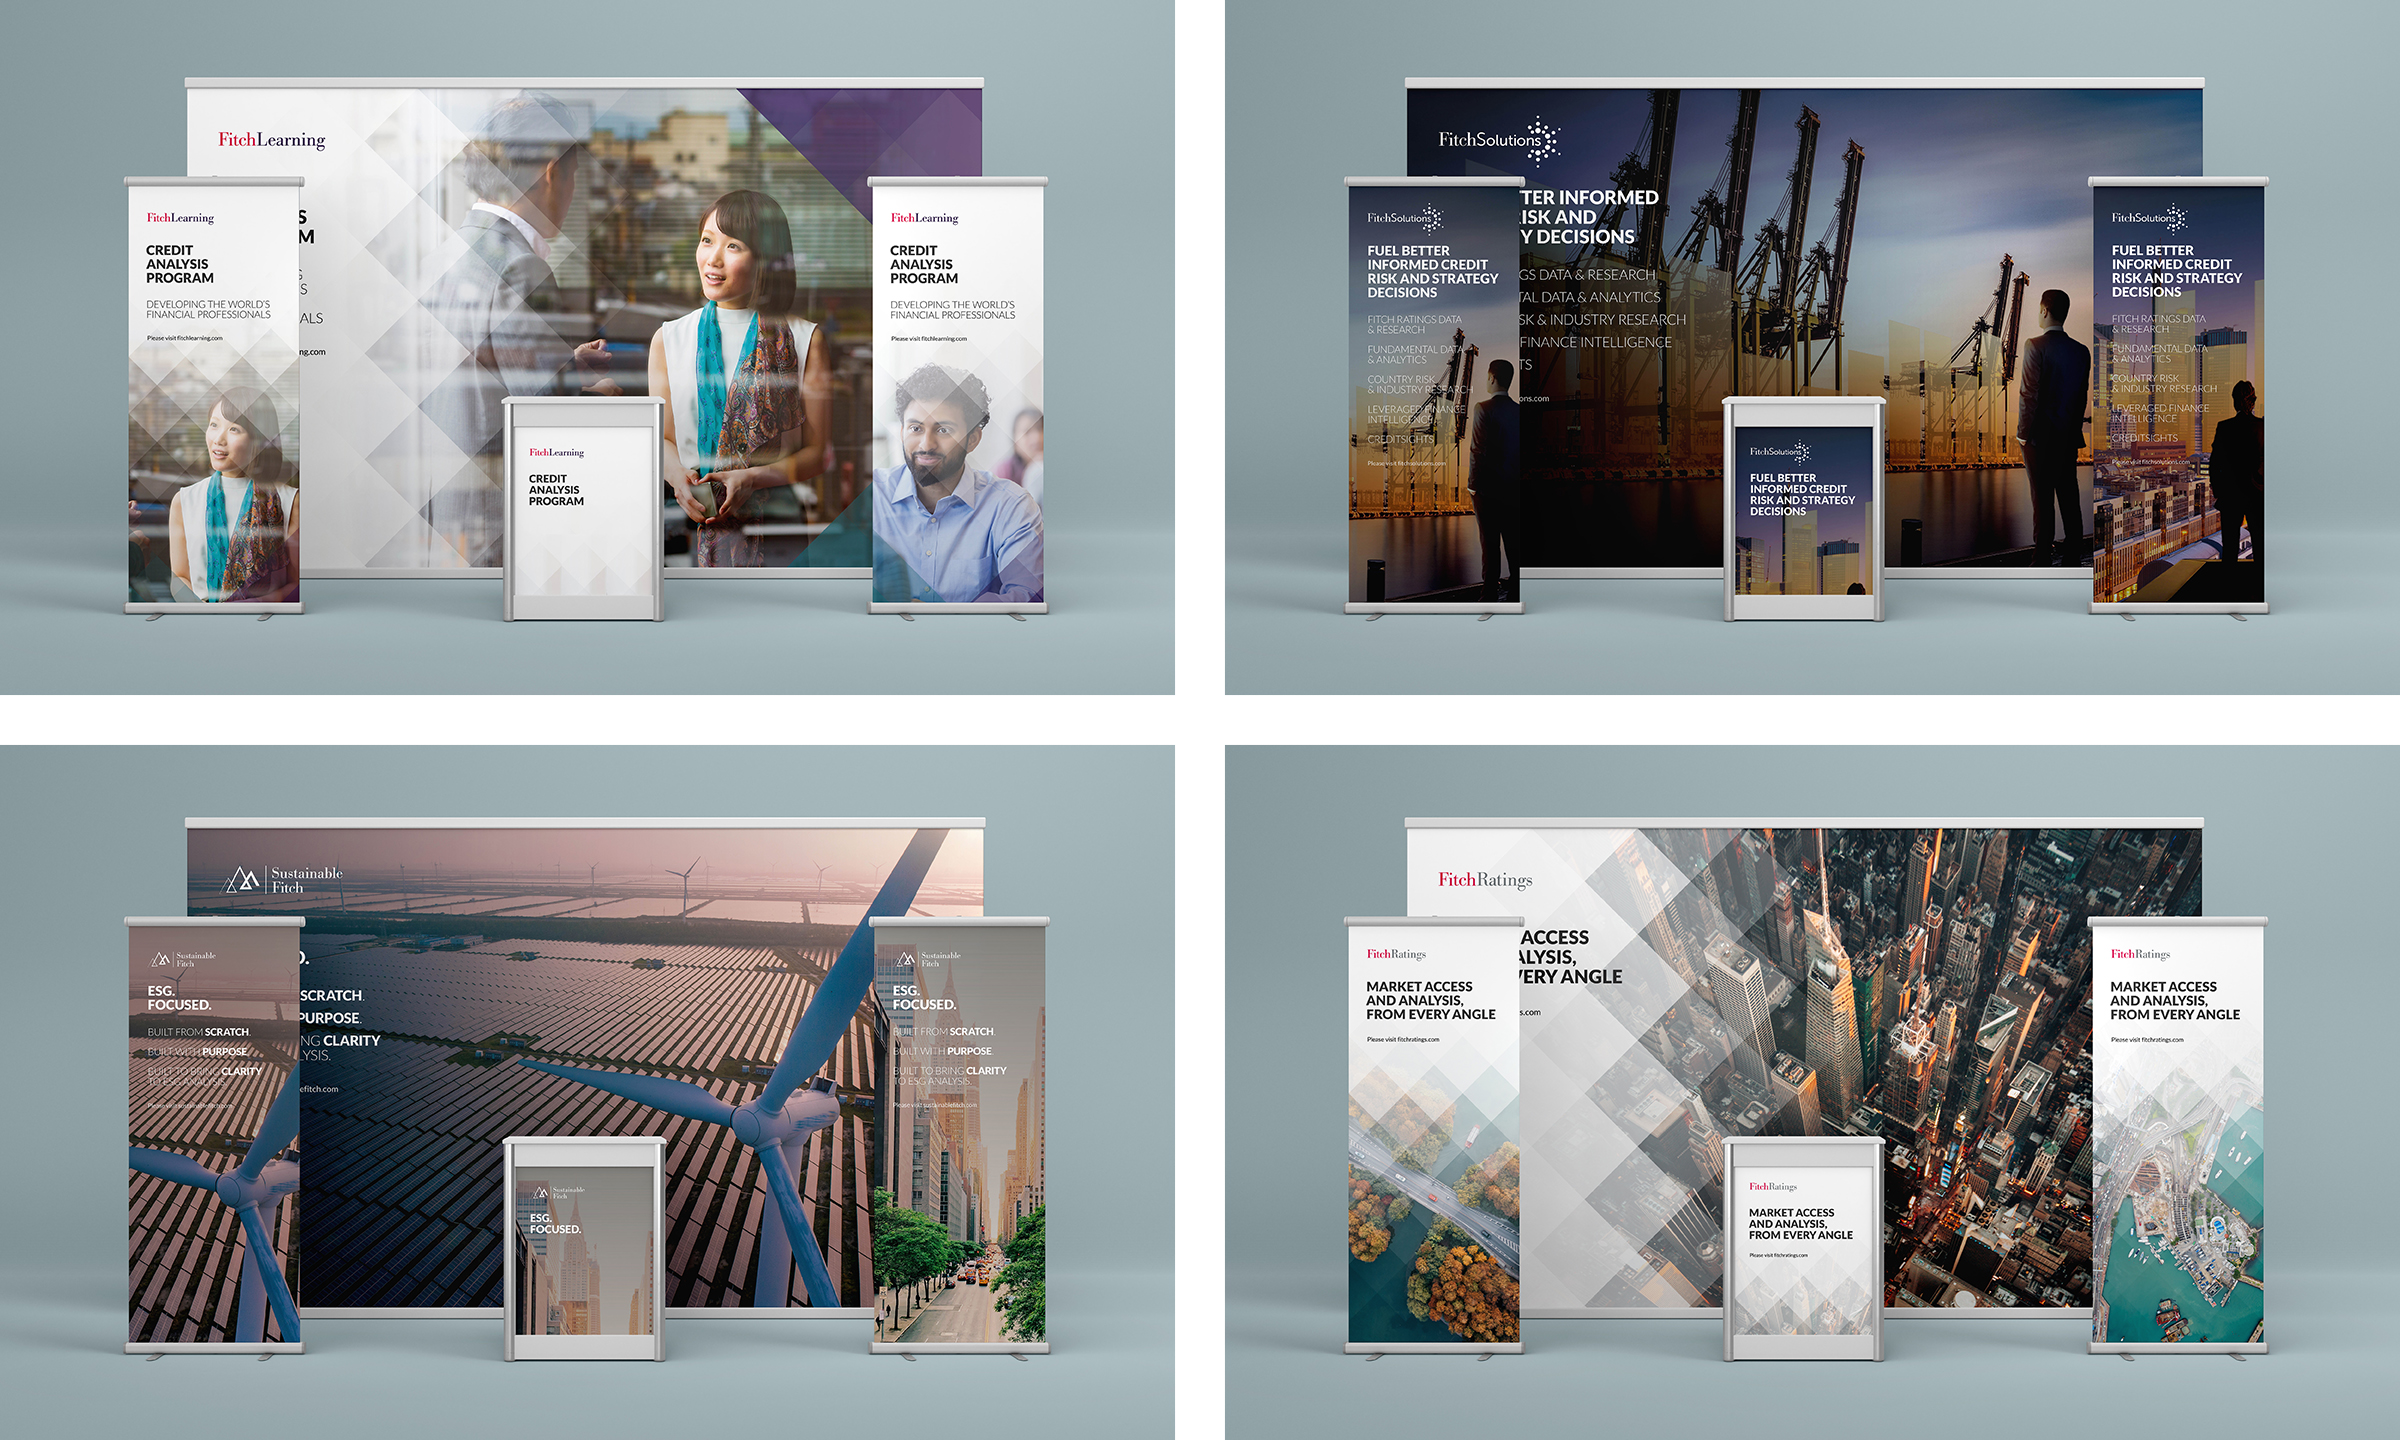 FitchLearning
S
M
S
S
ALS
ng.com
FitchLearning
CREDIT
ANALYSIS
PROGRAM
DEVELOPING THE WORLD'S
FINANCIAL PROFESSIONALS
Please visit fitchlearning.com
FitchLearning
CREDIT
ANALYSIS
PROGRAM
FitchLearning
CREDIT
ANALYSIS
PROGRAM
DEVELOPING THE WORLD'S
FINANCIAL PROFESSIONALS
Please visit fitchlearning.com
FitchSolutions
TER INFORMED
ISK AND
Y DECISIONS
GS DATA & RESEARCH
TAL DATA & ANALYTICS
SK & INDUSTRY RESEARCH
FINANCE INTELLIGENCE
TS
ons.com
FitchSolutions
FUEL BETTER
INFORMED CREDIT
RISK AND STRATEGY
DECISIONS
FITCH RATINGS DATA
& RESEARCH
FUNDAMENTAL DATA
& ANALYTICS
COUNTRY RISK
& INDUSTRY RESEARCH
LEVERAGED FINANCE
INTELLIGENCE
CREDITSIGHTS
Please visit fitchsolutions.com
FitchSolutions
FUEL BETTER
INFORMED CREDIT
RISK AND STRATEGY
DECISIONS
FitchSolutions
FUEL BETTER
INFORMED CREDIT
RISK AND STRATEGY
DECISIONS
FITCH RATINGS DATA
& RESEARCH
FUNDAMENTAL DATA
& ANALYTICS
COUNTRY RISK
& INDUSTRY RESEARCH
LEVERAGED FINANCE
INTELLIGENCE
CREDITSIGHTS
Please visit fitchsolutions.com
Sustainable
Fitch
D.
SCRATCH.
PURPOSE.
NG CLARITY
LYSIS.
efitch.com
Sustainable
Fitch
ESG.
FOCUSED.
BUILT FROM SCRATCH.
BUILT WITH PURPOSE.
BUILT TO BRING CLARITY
TO ESG ANALYSIS.
Please visit sustainablefitch.com
Sustainable
Fitch
ESG.
FOCUSED.
Sustainable
Fitch
ESG.
FOCUSED.
BUILT FROM SCRATCH.
BUILT WITH PURPOSE.
BUILT TO BRING CLARITY
TO ESG ANALYSIS.
Please visit sustainablefitch.com
FitchRatings
ACCESS
ALYSIS,
VERY ANGLE
s.com
FitchRatings
MARKET ACCESS
AND ANALYSIS,
FROM EVERY ANGLE
Please visit fitchratings.com
FitchRatings
MARKET ACCESS
AND ANALYSIS,
FROM EVERY ANGLE
Please visit fitchratings.com
FitchRatings
MARKET ACCESS
AND ANALYSIS,
FROM EVERY ANGLE
Please visit fitchratings.com